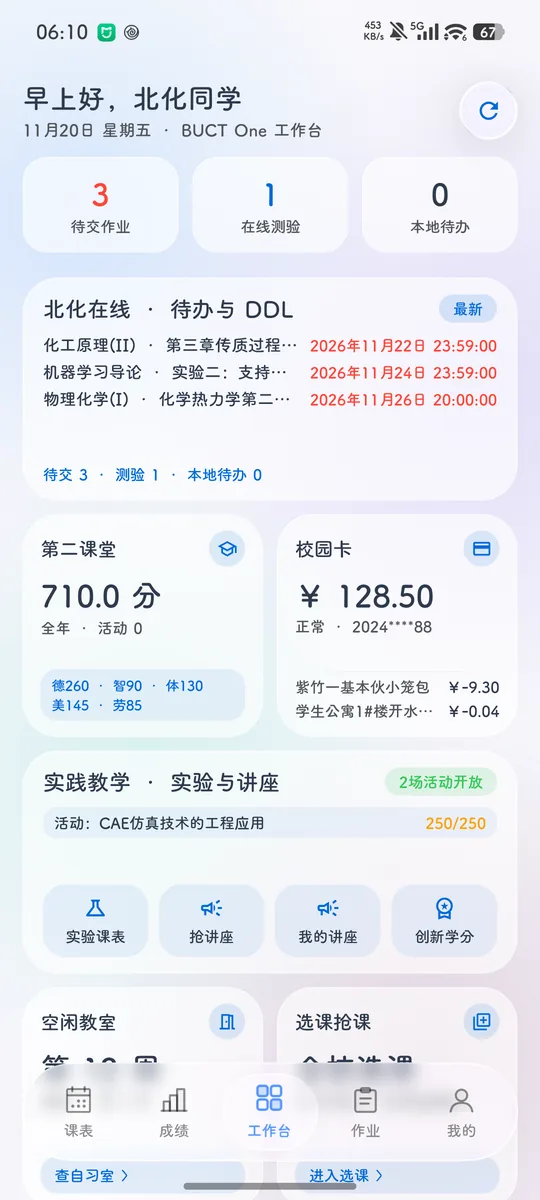 06:10
453 KB/s 5G 6 67
早上好，北化同学
11月20日 星期五 · BUCT One 工作台
3 1 0
待交作业 在线测验 本地待办
北化在线 · 待办与 DDL 最新
化工原理(II) · 第三章传质过程… 2026年11月22日 23:59:00
机器学习导论 · 实验二：支持… 2026年11月24日 23:59:00
物理化学(I) · 化学热力学第二… 2026年11月26日 20:00:00
待交 3 · 测验 1 · 本地待办 0
第二课堂
710.0 分
全年 · 活动 0
德260 · 智90 · 体130
美145 · 劳85
校园卡
¥ 128.50
正常 · 2024****88
紫竹一基本伙小笼包 ¥-9.30
学生公寓1#楼开水… ¥-0.04
实践教学 · 实验与讲座 2场活动开放
活动：CAE仿真技术的工程应用 250/250
实验课表 抢讲座 我的讲座 创新学分
空闲教室 选课抢课
课表 成绩 工作台 作业 我的
查自习室 〉 进入选课 〉